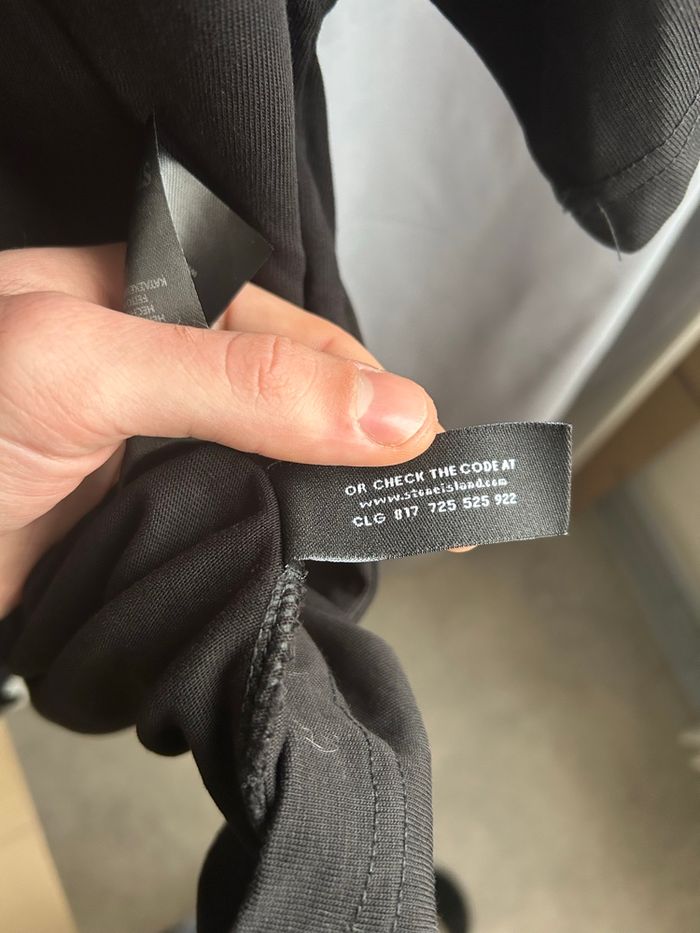 OR CHECK THE CODE AT
www.stoneisland.com
CLG 817 725 525 922